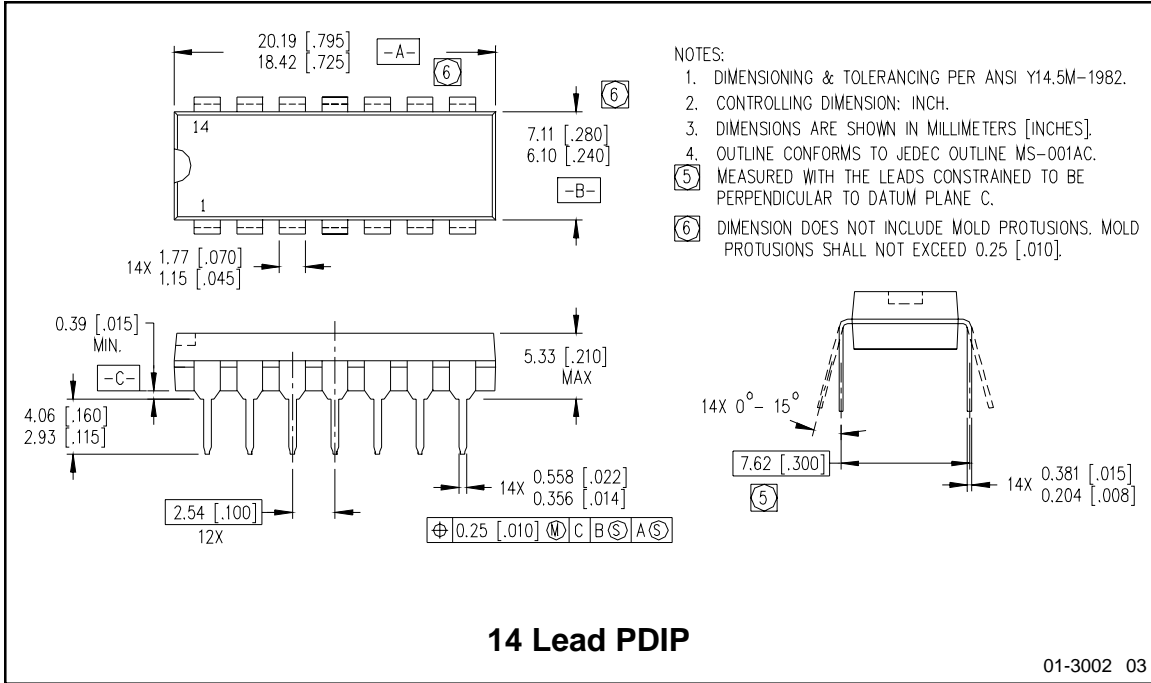 20.19 [.795]
18.42 [.725]
-A-
6
6
14
1
7.11 [.280]
6.10 [.240]
-B-
14X 1.77 [.070]
1.15 [.045]
NOTES:
1. DIMENSIONING & TOLERANCING PER ANSI Y14.5M-1982.
2. CONTROLLING DIMENSION: INCH.
3. DIMENSIONS ARE SHOWN IN MILLIMETERS [INCHES].
4. OUTLINE CONFORMS TO JEDEC OUTLINE MS-001AC.
5 MEASURED WITH THE LEADS CONSTRAINED TO BE
PERPENDICULAR TO DATUM PLANE C.
6 DIMENSION DOES NOT INCLUDE MOLD PROTUSIONS. MOLD
PROTUSIONS SHALL NOT EXCEED 0.25 [.010].
0.39 [.015]
MIN.
-C-
4.06 [.160]
2.93 [.115]
5.33 [.210]
MAX
2.54 [.100]
12X
14X 0.558 [.022]
0.356 [.014]
⌖ 0.25 [.010] Ⓜ C B Ⓢ A Ⓢ
14X 0°- 15°
7.62 [.300]
5
14X 0.381 [.015]
0.204 [.008]
14 Lead PDIP
01-3002 03